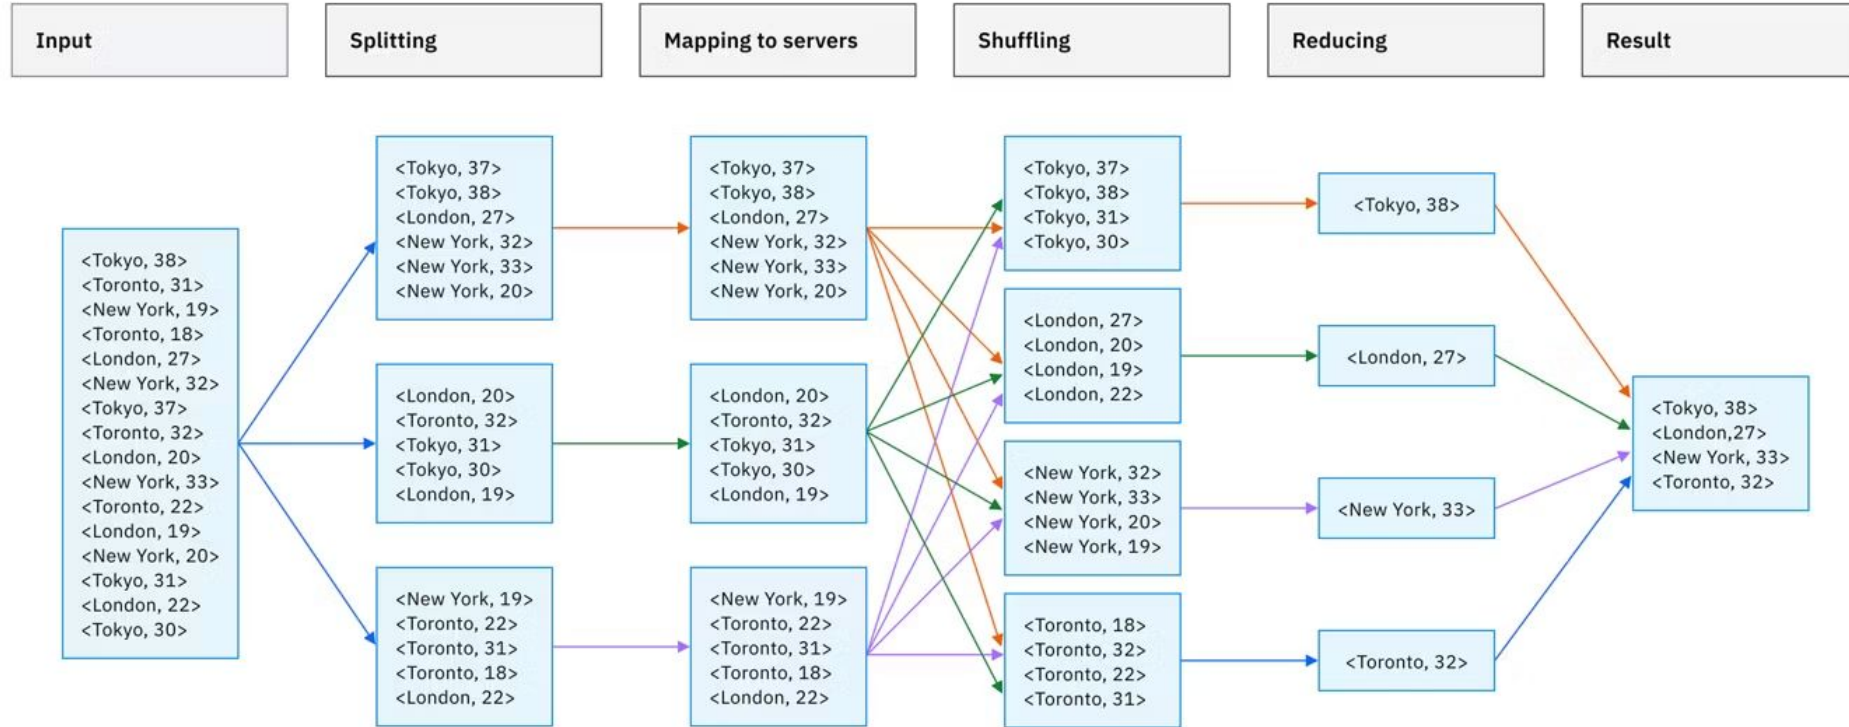 Input
Splitting
Mapping to servers
Shuffling
Reducing
Result
<Tokyo, 38>
<Toronto, 31>
<New York, 19>
<Toronto, 18>
<London, 27>
<New York, 32>
<Tokyo, 37>
<Toronto, 32>
<London, 20>
<New York, 33>
<Toronto, 22>
<London, 19>
<New York, 20>
<Tokyo, 31>
<London, 22>
<Tokyo, 30>
<Tokyo, 37>
<Tokyo, 38>
<London, 27>
<New York, 32>
<New York, 33>
<New York, 20>
<London, 20>
<Toronto, 32>
<Tokyo, 31>
<Tokyo, 30>
<London, 19>
<New York, 19>
<Toronto, 22>
<Toronto, 31>
<Toronto, 18>
<London, 22>
<Tokyo, 37>
<Tokyo, 38>
<London, 27>
<New York, 32>
<New York, 33>
<New York, 20>
<London, 20>
<Toronto, 32>
<Tokyo, 31>
<Tokyo, 30>
<London, 19>
<New York, 19>
<Toronto, 22>
<Toronto, 31>
<Toronto, 18>
<London, 22>
<Tokyo, 37>
<Tokyo, 38>
<Tokyo, 31>
<Tokyo, 30>
<London, 27>
<London, 20>
<London, 19>
<London, 22>
<New York, 32>
<New York, 33>
<New York, 20>
<New York, 19>
<Toronto, 18>
<Toronto, 32>
<Toronto, 22>
<Toronto, 31>
<Tokyo, 38>
<London, 27>
<New York, 33>
<Toronto, 32>
<Tokyo, 38>
<London,27>
<New York, 33>
<Toronto, 32>